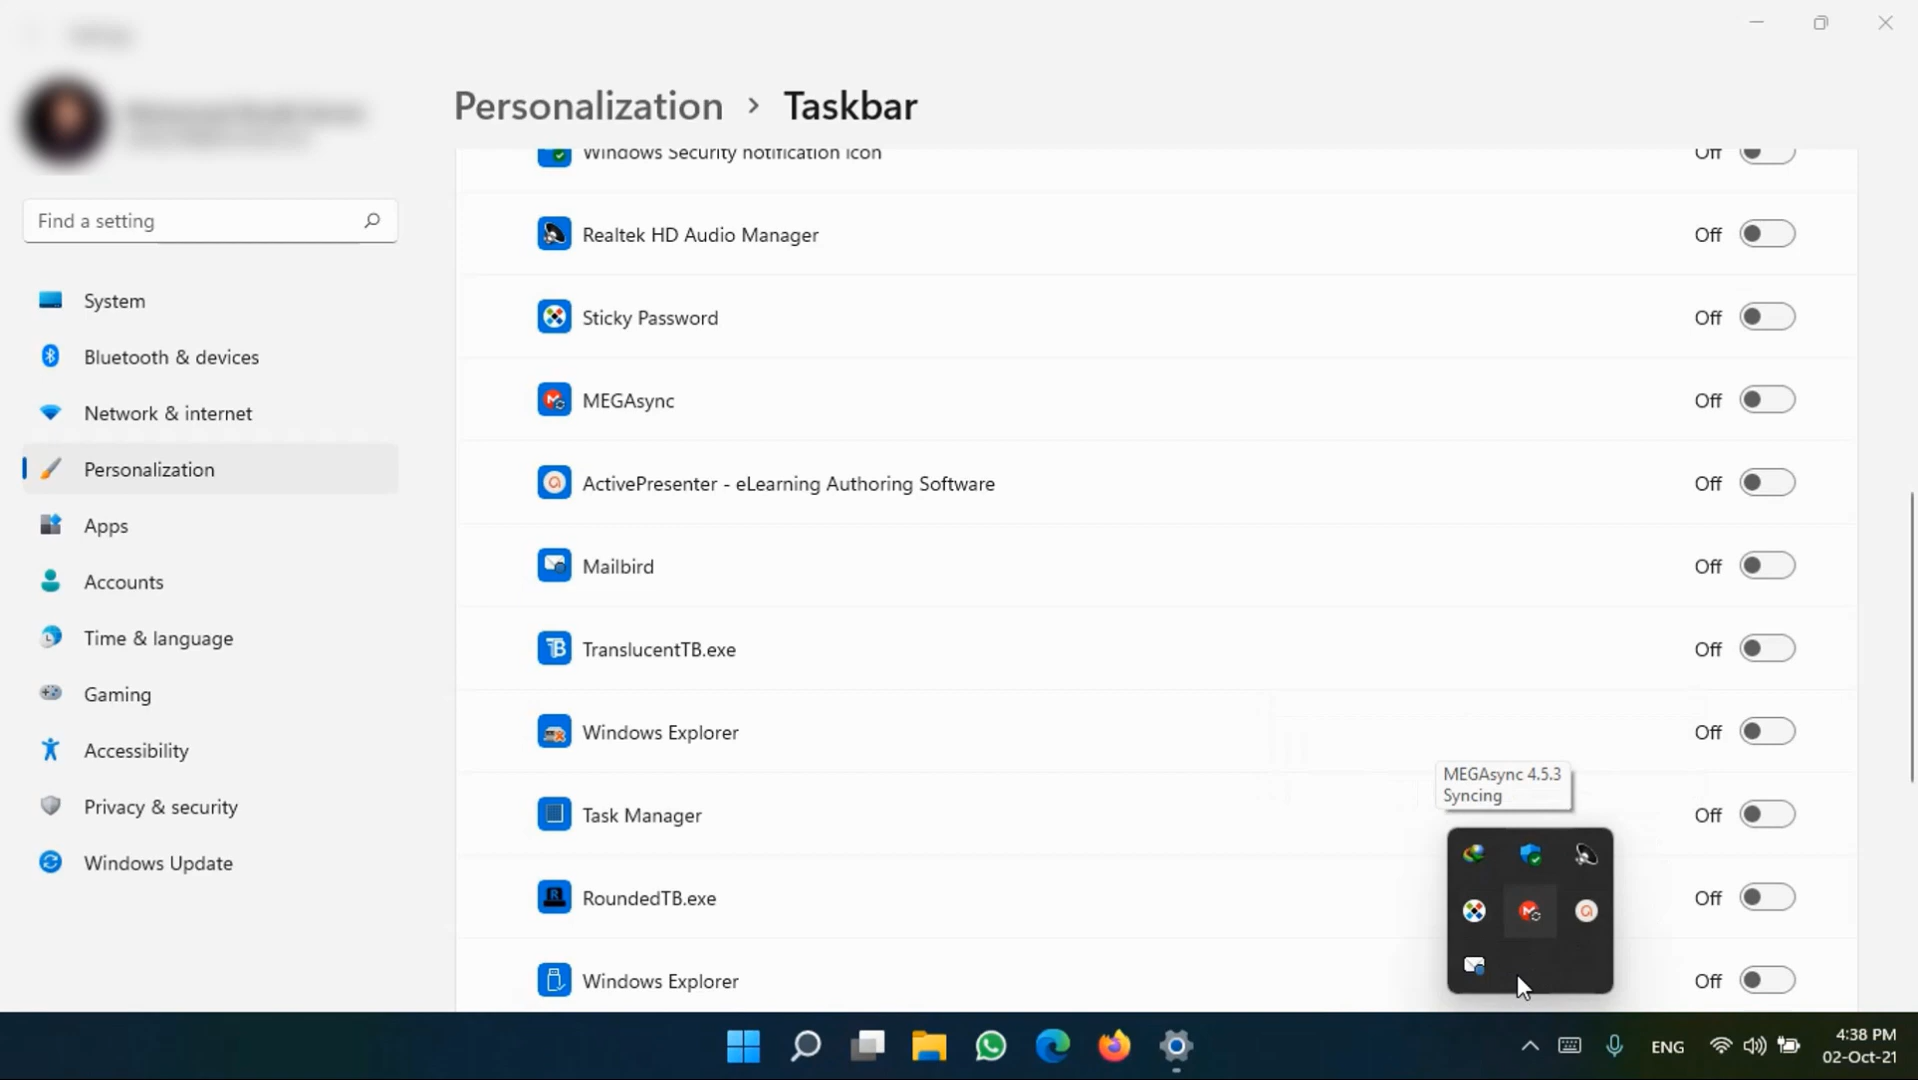 Personalization > Taskbar
Windows Security notification icon Off
Find a setting
Realtek HD Audio Manager Off
System
Sticky Password Off
Bluetooth & devices
MEGAsync Off
Network & internet
Personalization
ActivePresenter - eLearning Authoring Software Off
Apps
Mailbird Off
Accounts
Time & language
TranslucentTB.exe Off
Gaming
Windows Explorer Off
Accessibility
MEGAsync 4.5.3
Syncing
Privacy & security
Task Manager Off
Windows Update
RoundedTB.exe Off
Windows Explorer Off
ENG
4:38 PM
02-Oct-21